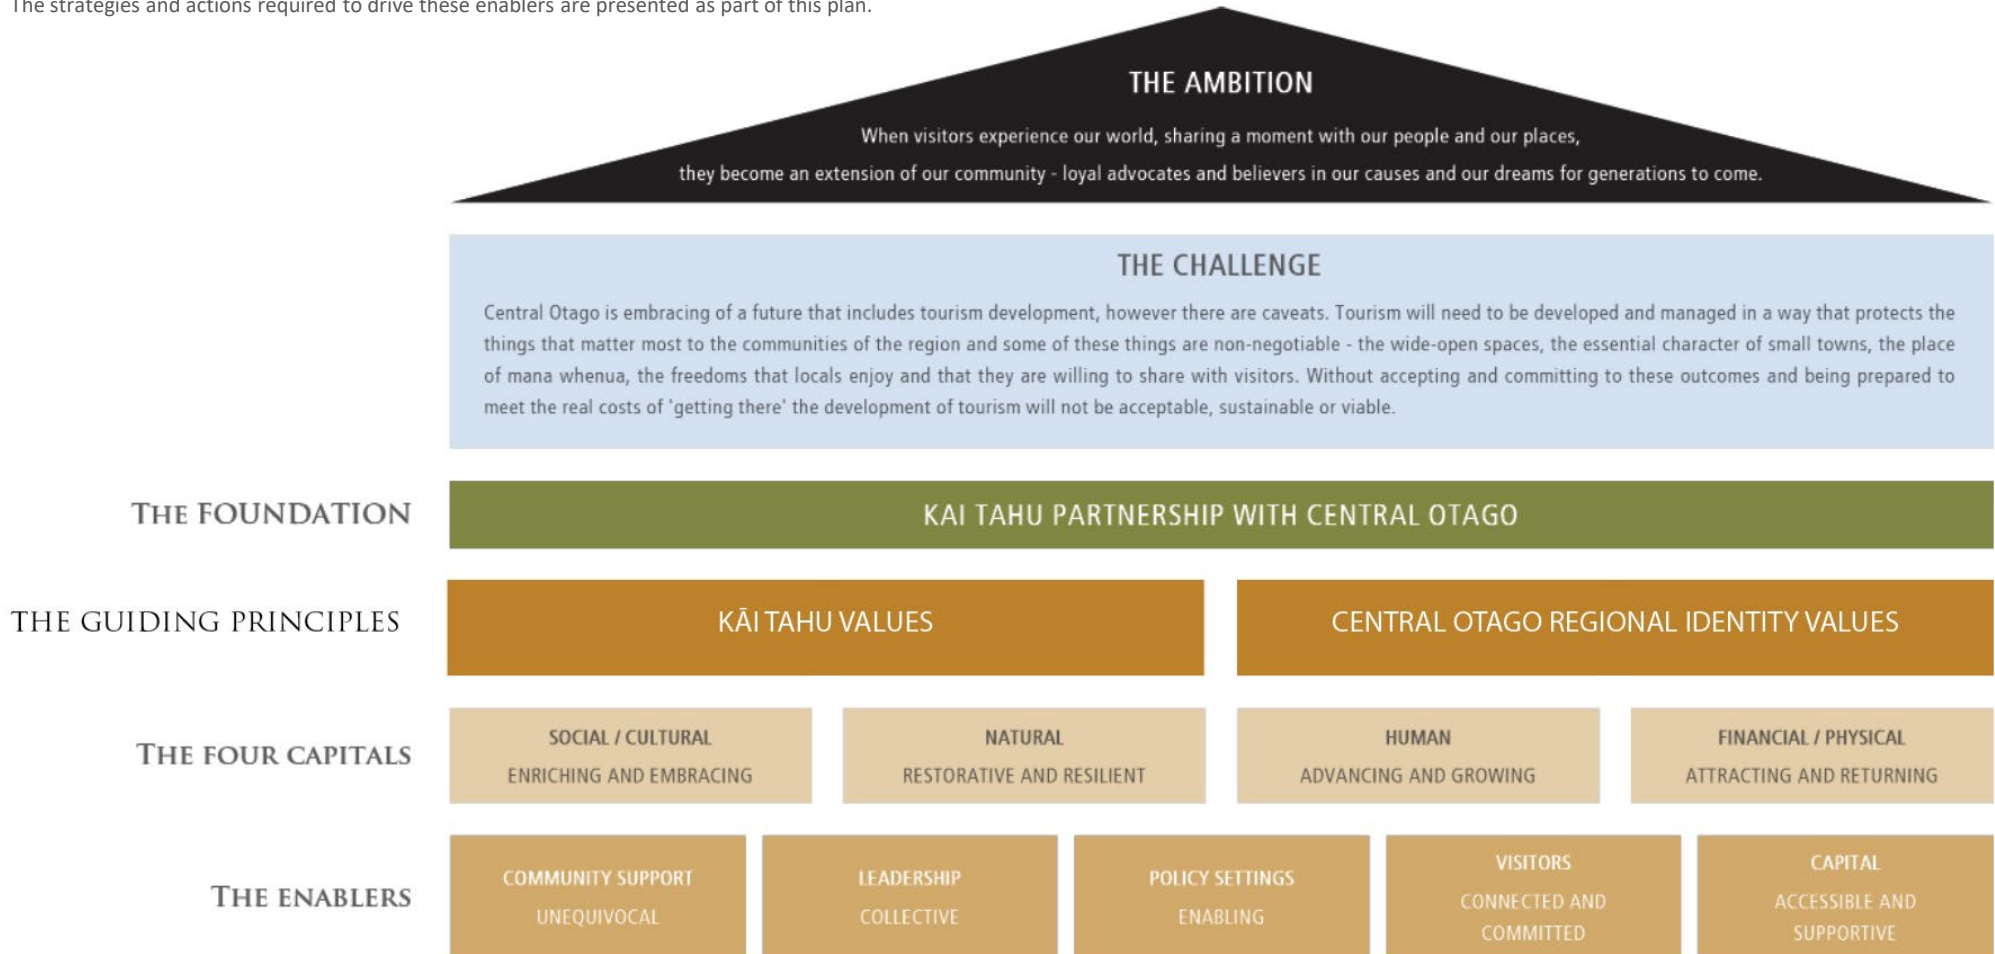 The strategies and actions required to drive these enablers are presented as part of this plan.
THE AMBITION
When visitors experience our world, sharing a moment with our people and our places,
they become an extension of our community - loyal advocates and believers in our causes and our dreams for generations to come.
THE CHALLENGE
Central Otago is embracing of a future that includes tourism development, however there are caveats. Tourism will need to be developed and managed in a way that protects the
things that matter most to the communities of the region and some of these things are non-negotiable - the wide-open spaces, the essential character of small towns, the place
of mana whenua, the freedoms that locals enjoy and that they are willing to share with visitors. Without accepting and committing to these outcomes and being prepared to
meet the real costs of 'getting there' the development of tourism will not be acceptable, sustainable or viable.
THE FOUNDATION
KAI TAHU PARTNERSHIP WITH CENTRAL OTAGO
THE GUIDING PRINCIPLES
KĀI TAHU VALUES
CENTRAL OTAGO REGIONAL IDENTITY VALUES
THE FOUR CAPITALS
SOCIAL / CULTURAL
ENRICHING AND EMBRACING
NATURAL
RESTORATIVE AND RESILIENT
HUMAN
ADVANCING AND GROWING
FINANCIAL / PHYSICAL
ATTRACTING AND RETURNING
THE ENABLERS
COMMUNITY SUPPORT
UNEQUIVOCAL
LEADERSHIP
COLLECTIVE
POLICY SETTINGS
ENABLING
VISITORS
CONNECTED AND
COMMITTED
CAPITAL
ACCESSIBLE AND
SUPPORTIVE